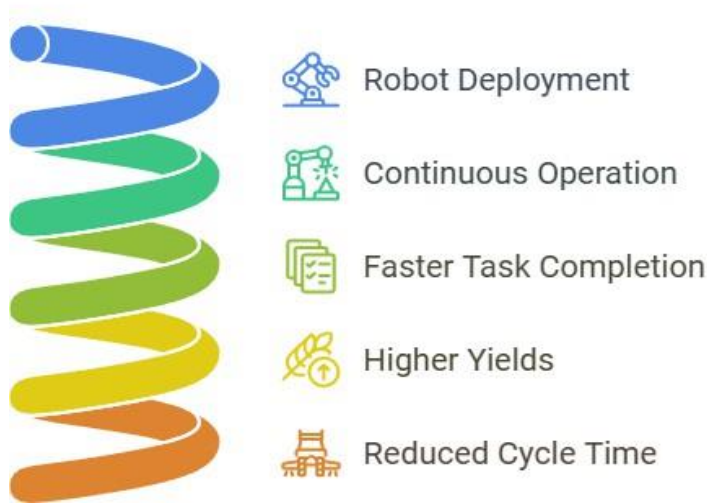 Robot Deployment
Continuous Operation
Faster Task Completion
Higher Yields
Reduced Cycle Time